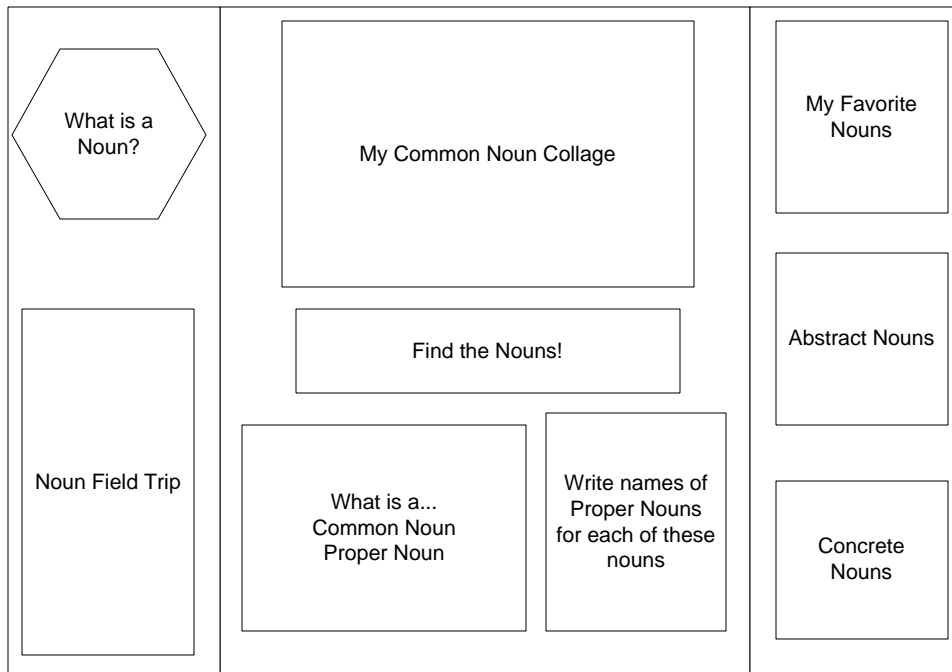 What is a
Noun?
Noun Field Trip
My Common Noun Collage
Find the Nouns!
What is a...
Common Noun
Proper Noun
Write names of
Proper Nouns
for each of these
nouns
My Favorite
Nouns
Abstract Nouns
Concrete
Nouns